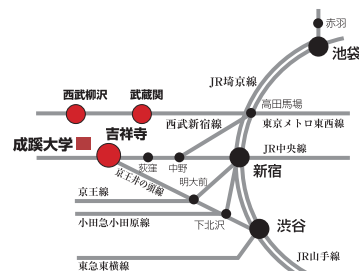 赤羽
池袋
JR埼京線
西武柳沢
武蔵関
高田馬場
西武新宿線
東京メトロ東西線
成蹊大学
吉祥寺
JR中央線
荻窪
中野
新宿
京王井の頭線
明大前
京王線
小田急小田原線
下北沢
渋谷
東急東横線
JR山手線